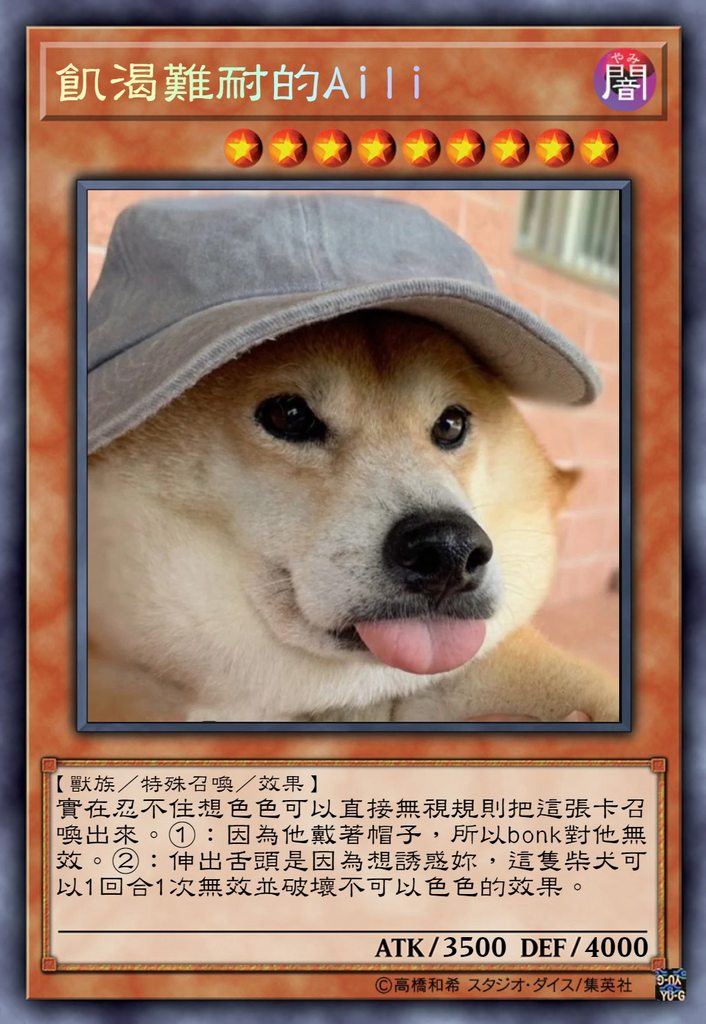 飢渴難耐的Aili
やみ
闇
【獸族／特殊召喚／效果】
實在忍不住想色色可以直接無視規則把這張卡召
喚出來。①：因為他戴著帽子，所以bonk對他無
效。②：伸出舌頭是因為想誘惑妳，這隻柴犬可
以1回合1次無效並破壞不可以色色的效果。
ATK/3500 DEF/4000
©高橋和希 スタジオ・ダイス/集英社
YU-G